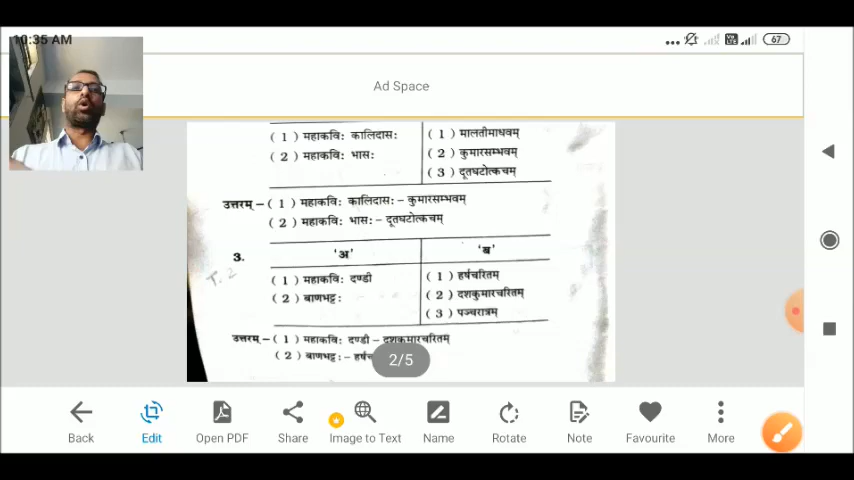 10:35 AM
67
Ad Space
( 1 ) महाकविः कालिदासः ( 1 ) मालतीमाधवम्
( 2 ) महाकविः भासः ( 2 ) कुमारसम्भवम्
( 3 ) दूतघटोत्कचम्
उत्तरम् – ( 1 ) महाकविः कालिदासः – कुमारसम्भवम्
( 2 ) महाकविः भासः – दूतघटोत्कचम्
3. 'अ' 'ब'
T. 2
( 1 ) महाकविः दण्डी ( 1 ) हर्षचरितम्
( 2 ) बाणभट्टः ( 2 ) दशकुमारचरितम्
( 3 ) पञ्चरात्रम्
उत्तरम् – ( 1 ) महाकविः दण्डी – दशकुमारचरितम्
( 2 ) बाणभट्टः – हर्ष
2/5
Back Edit Open PDF Share Image to Text Name Rotate Note Favourite More